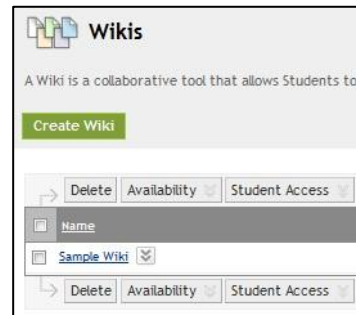 Wikis
A Wiki is a collaborative tool that allows Students to
Create Wiki
Delete Availability Student Access
Name
Sample Wiki
Delete Availability Student Access